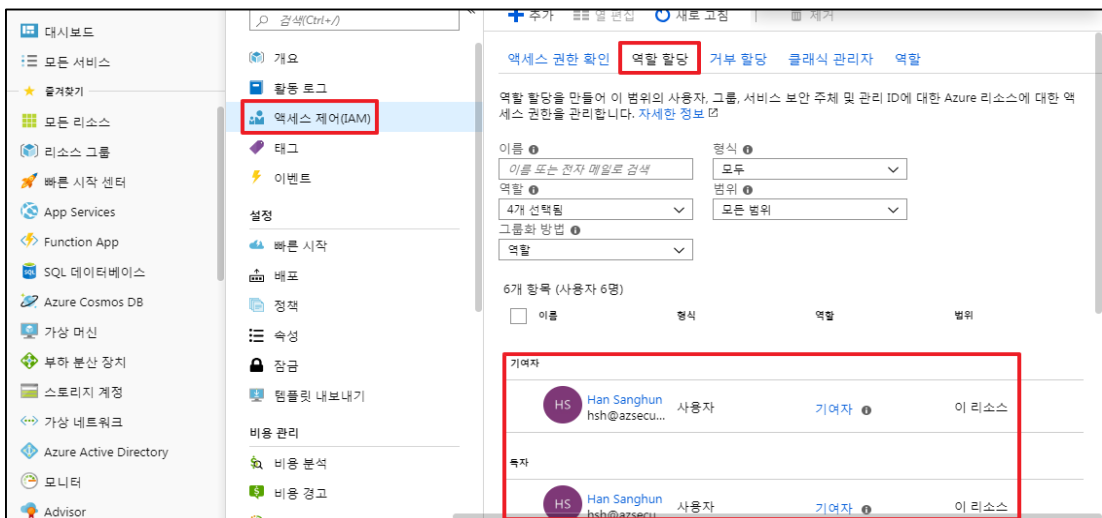 대시보드
모든 서비스
즐겨찾기
모든 리소스
리소스 그룹
빠른 시작 센터
App Services
Function App
SQL 데이터베이스
Azure Cosmos DB
가상 머신
부하 분산 장치
스토리지 계정
가상 네트워크
Azure Active Directory
모니터
Advisor
검색(Ctrl+/)
개요
활동 로그
액세스 제어(IAM)
태그
이벤트
설정
빠른 시작
배포
정책
속성
잠금
템플릿 내보내기
비용 관리
비용 분석
비용 경고
추가 열 편집 새로 고침 제거
액세스 권한 확인 역할 할당 거부 할당 클래식 관리자 역할
역할 할당을 만들어 이 범위의 사용자, 그룹, 서비스 보안 주체 및 관리 ID에 대한 Azure 리소스에 대한 액
세스 권한을 관리합니다. 자세한 정보
이름 형식
이름 또는 전자 메일로 검색 모두
역할 범위
4개 선택됨 모든 범위
그룹화 방법
역할
6개 항목 (사용자 6명)
이름 형식 역할 범위
기여자
HS Han Sanghun 사용자 기여자 이 리소스
hsh@azsecu...
독자
HS Han Sanghun 사용자 기여자 이 리소스
hsh@azsecu